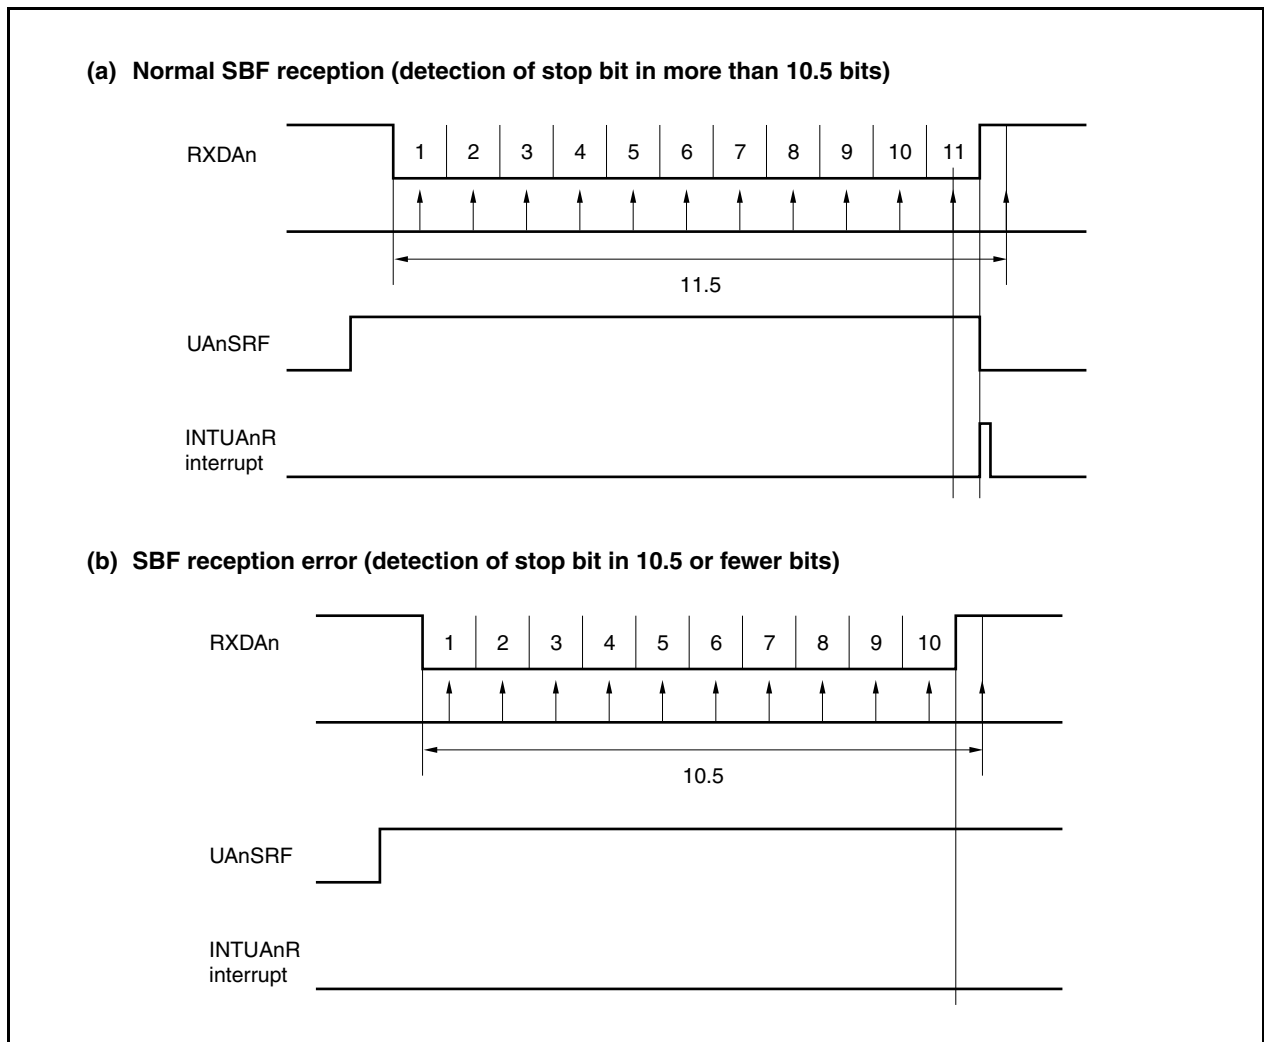 (a) Normal SBF reception (detection of stop bit in more than 10.5 bits)
RXDAn
1 2 3 4 5 6 7 8 9 10 11
11.5
UAnSRF
INTUAnR
interrupt
(b) SBF reception error (detection of stop bit in 10.5 or fewer bits)
RXDAn
1 2 3 4 5 6 7 8 9 10
10.5
UAnSRF
INTUAnR
interrupt